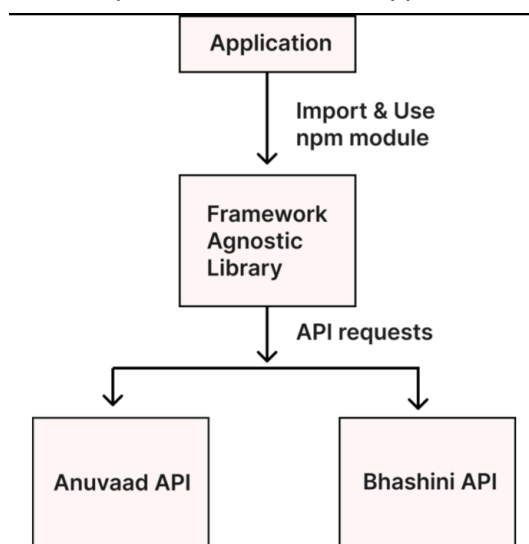 Application
Import & Use
npm module
Framework
Agnostic
Library
API requests
Anuvaad API
Bhashini API